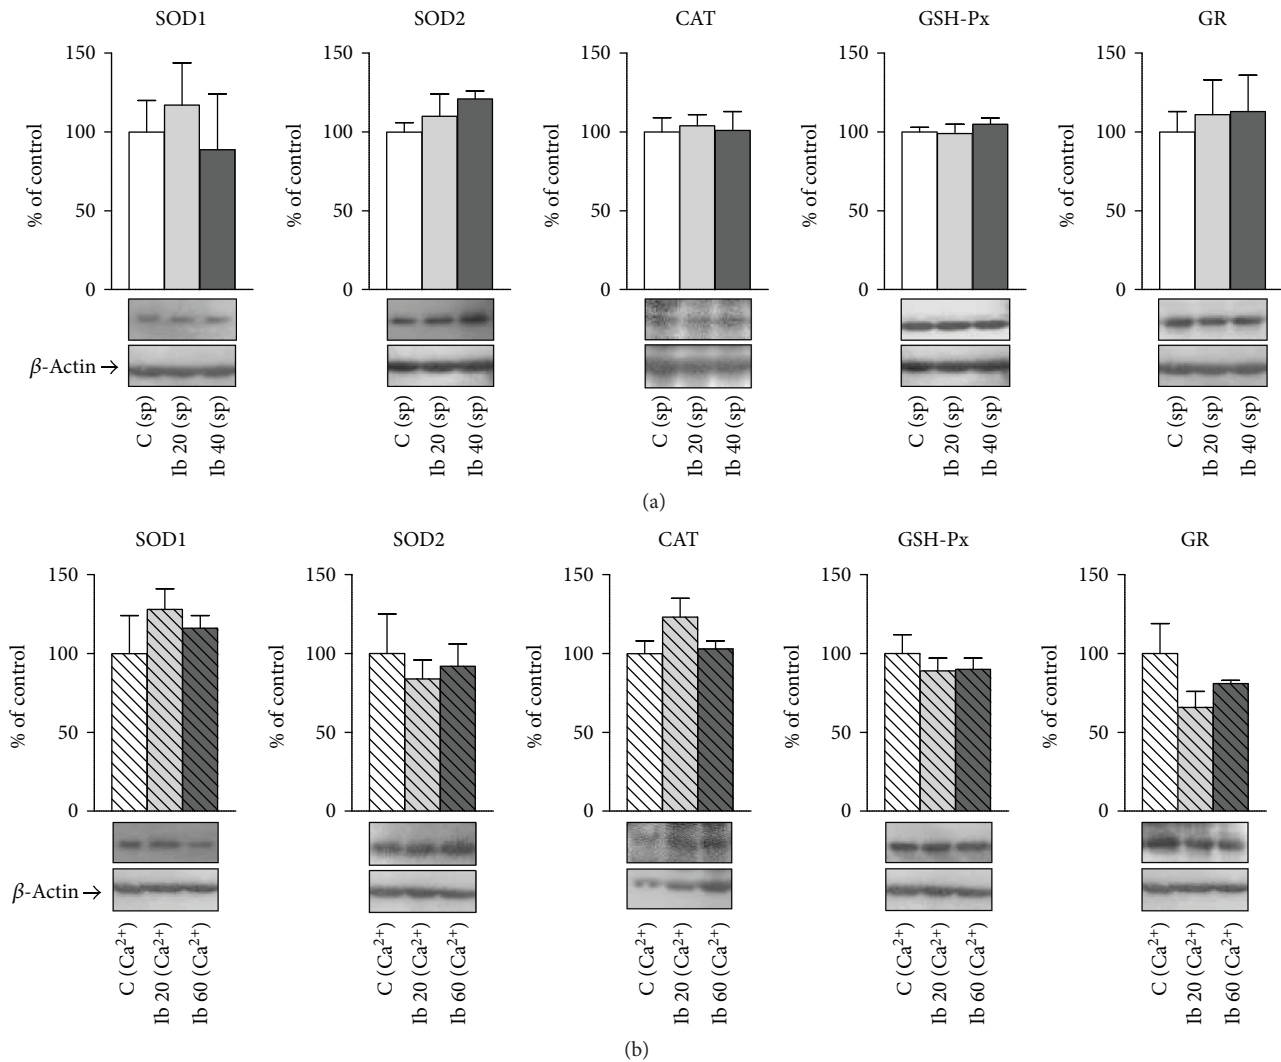 SOD1 SOD2 CAT GSH-Px GR
150 150 150 150 150
100 100 100 100 100
50 50 50 50 50
0 0 0 0 0
% of control % of control % of control % of control % of control
β-Actin →
C (sp) Ib 20 (sp) Ib 40 (sp) C (sp) Ib 20 (sp) Ib 40 (sp) C (sp) Ib 20 (sp) Ib 40 (sp) C (sp) Ib 20 (sp) Ib 40 (sp) C (sp) Ib 20 (sp) Ib 40 (sp)
(a)
SOD1 SOD2 CAT GSH-Px GR
150 150 150 150 150
100 100 100 100 100
50 50 50 50 50
0 0 0 0 0
% of control % of control % of control % of control % of control
β-Actin →
C (Ca²⁺) Ib 20 (Ca²⁺) Ib 60 (Ca²⁺) C (Ca²⁺) Ib 20 (Ca²⁺) Ib 60 (Ca²⁺) C (Ca²⁺) Ib 20 (Ca²⁺) Ib 60 (Ca²⁺) C (Ca²⁺) Ib 20 (Ca²⁺) Ib 60 (Ca²⁺) C (Ca²⁺) Ib 20 (Ca²⁺) Ib 60 (Ca²⁺)
(b)